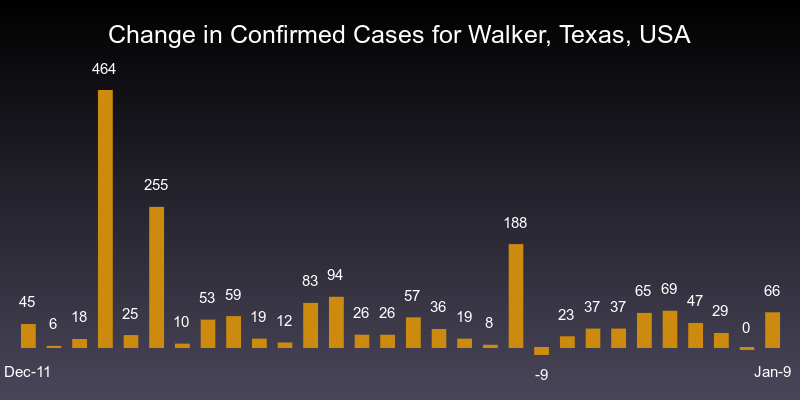 Change in Confirmed Cases for Walker, Texas, USA
45 6 18 464 25 255 10 53 59 19 12 83 94 26 26 57 36 19 8 188 -9 23 37 37 65 69 47 29 0 66
Dec-11 Jan-9